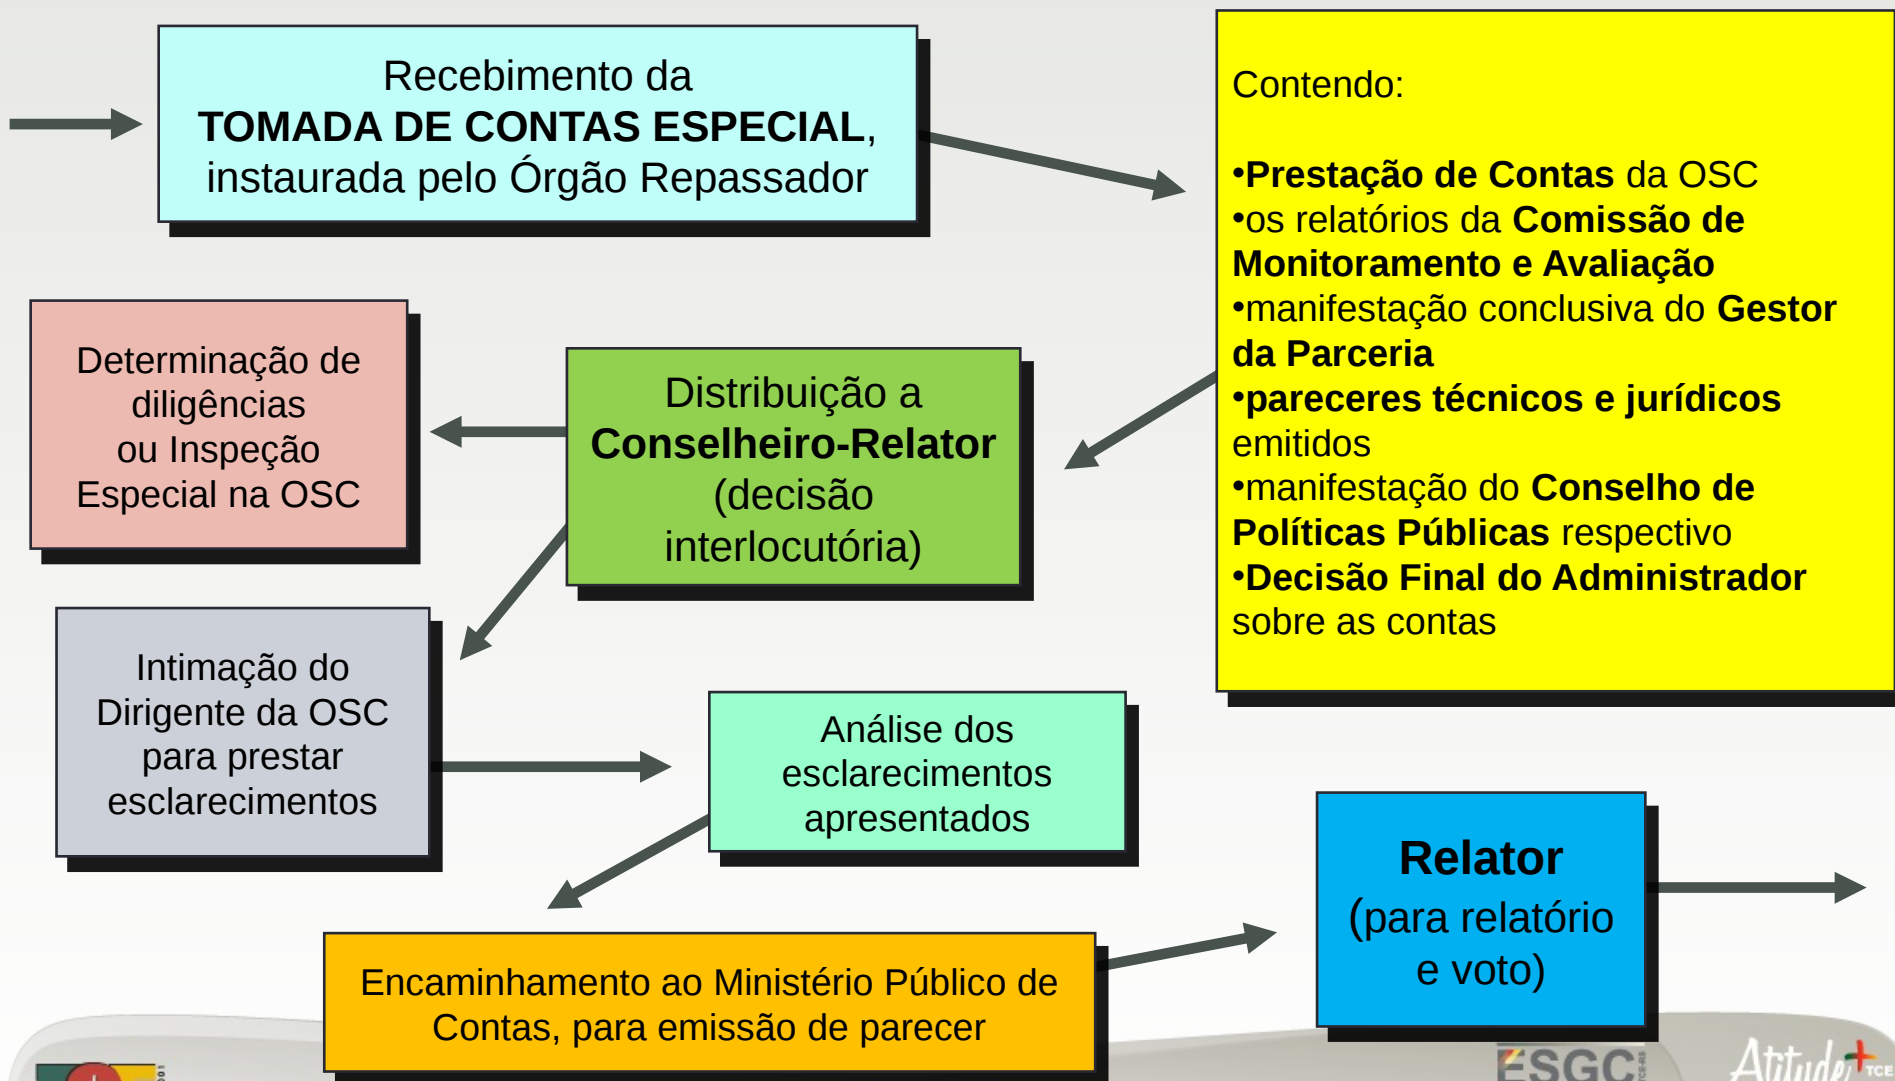 Recebimento da
TOMADA DE CONTAS ESPECIAL,
instaurada pelo Órgão Repassador
Contendo:
•Prestação de Contas da OSC
•os relatórios da Comissão de
Monitoramento e Avaliação
•manifestação conclusiva do Gestor
da Parceria
•pareceres técnicos e jurídicos
emitidos
•manifestação do Conselho de
Políticas Públicas respectivo
•Decisão Final do Administrador
sobre as contas
Determinação de
diligências
ou Inspeção
Especial na OSC
Distribuição a
Conselheiro-Relator
(decisão
interlocutória)
Intimação do
Dirigente da OSC
para prestar
esclarecimentos
Análise dos
esclarecimentos
apresentados
Relator
(para relatório
e voto)
Encaminhamento ao Ministério Público de
Contas, para emissão de parecer
ESGC
TCE-RS
Atitude+
TCE